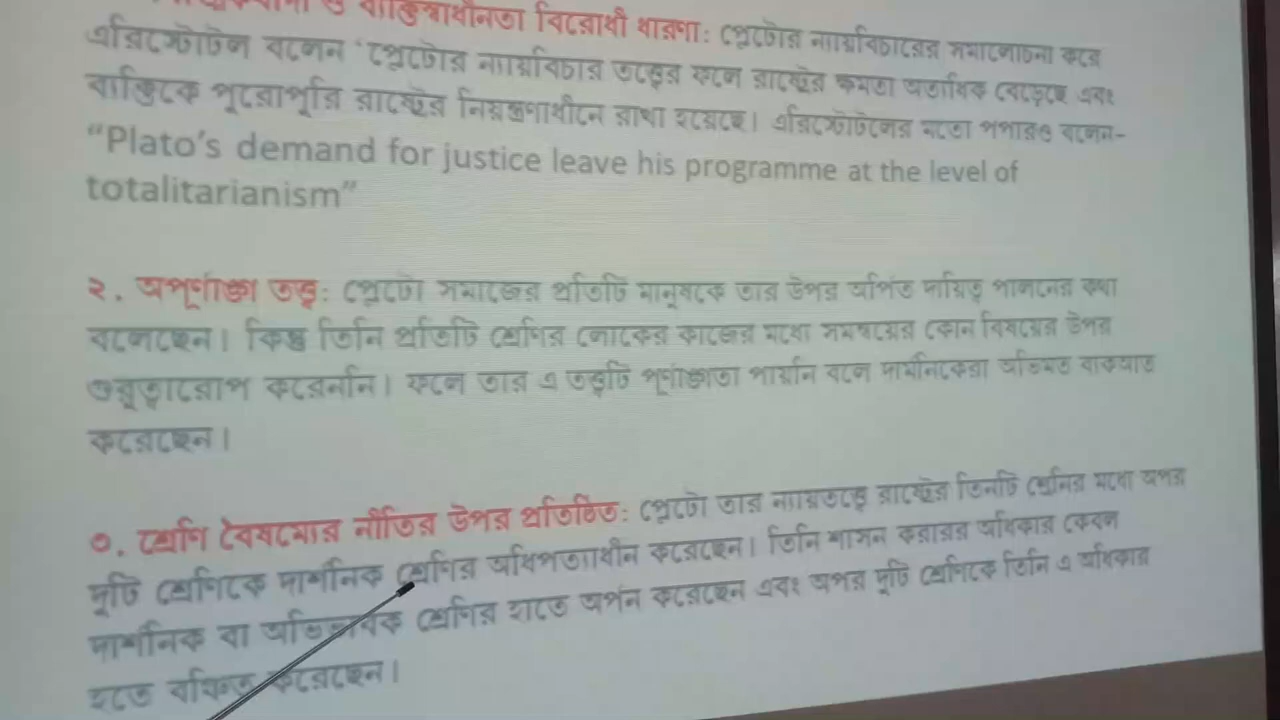 ও ব্যক্তিস্বাধীনতা বিরোধী ধারণা: প্লেটোর ন্যায়বিচারের সমালোচনা করে
এরিস্টোটল বলেন 'প্লেটোর ন্যায়বিচার তত্ত্বের ফলে রাষ্ট্রের ক্ষমতা অত্যাধিক বেড়েছে এবং
ব্যক্তিকে পুরোপুরি রাষ্ট্রের নিয়ন্ত্রণাধীনে রাখা হয়েছে। এরিস্টোটলের মতো পপারও বলেন-
“Plato's demand for justice leave his programme at the level of
totalitarianism”
২. অপূর্ণাঙ্গ তত্ত্ব: প্লেটো সমাজের প্রতিটি মানুষকে তার উপর অর্পিত দায়িত্ব পালনের কথা
বলেছেন। কিন্তু তিনি প্রতিটি শ্রেণির লোকের কাজের মধ্যে সমন্বয়ের কোন বিষয়ের উপর
গুরুত্বারোপ করেননি। ফলে তার এ তত্ত্বটি পূর্ণাঙ্গতা পায়নি বলে দার্শনিকেরা অভিমত ব্যক্ত
করেছেন।
৩. শ্রেণি বৈষম্যের নীতির উপর প্রতিষ্ঠিত: প্লেটো তার ন্যায়তত্ত্বে রাষ্ট্রের তিনটি শ্রেনির মধ্যে অপর
দুটি শ্রেণিকে দার্শনিক শ্রেণির অধিপত্যাধীন করেছেন। তিনি শাসন করারর অধিকার কেবল
দার্শনিক বা অভিভাবক শ্রেণির হাতে অর্পন করেছেন এবং অপর দুটি শ্রেণিকে তিনি এ অধিকার
হতে বঞ্চিত করেছেন।